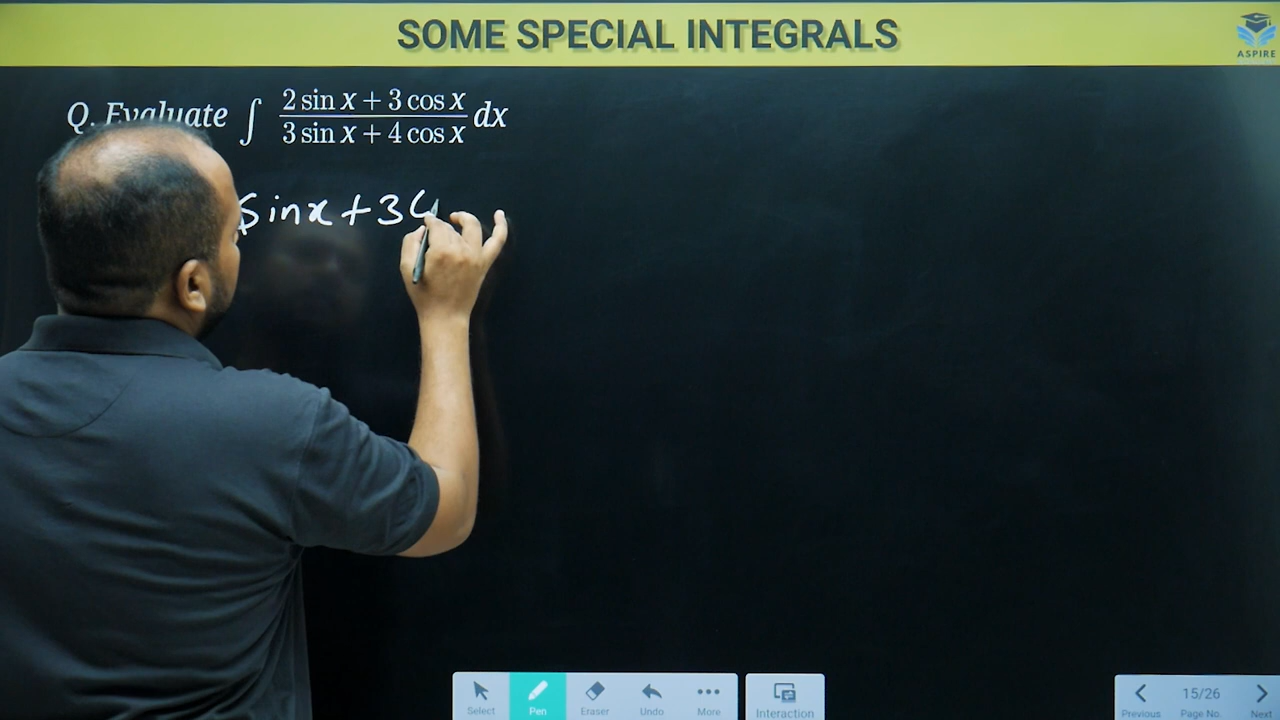 SOME SPECIAL INTEGRALS
ASPIRE
Q. Evaluate ∫ (2 sin x + 3 cos x)/(3 sin x + 4 cos x) dx
Sinx + 3
Select
Pen
Eraser
Undo
More
Interaction
Previous
15/26
Page No.
Next